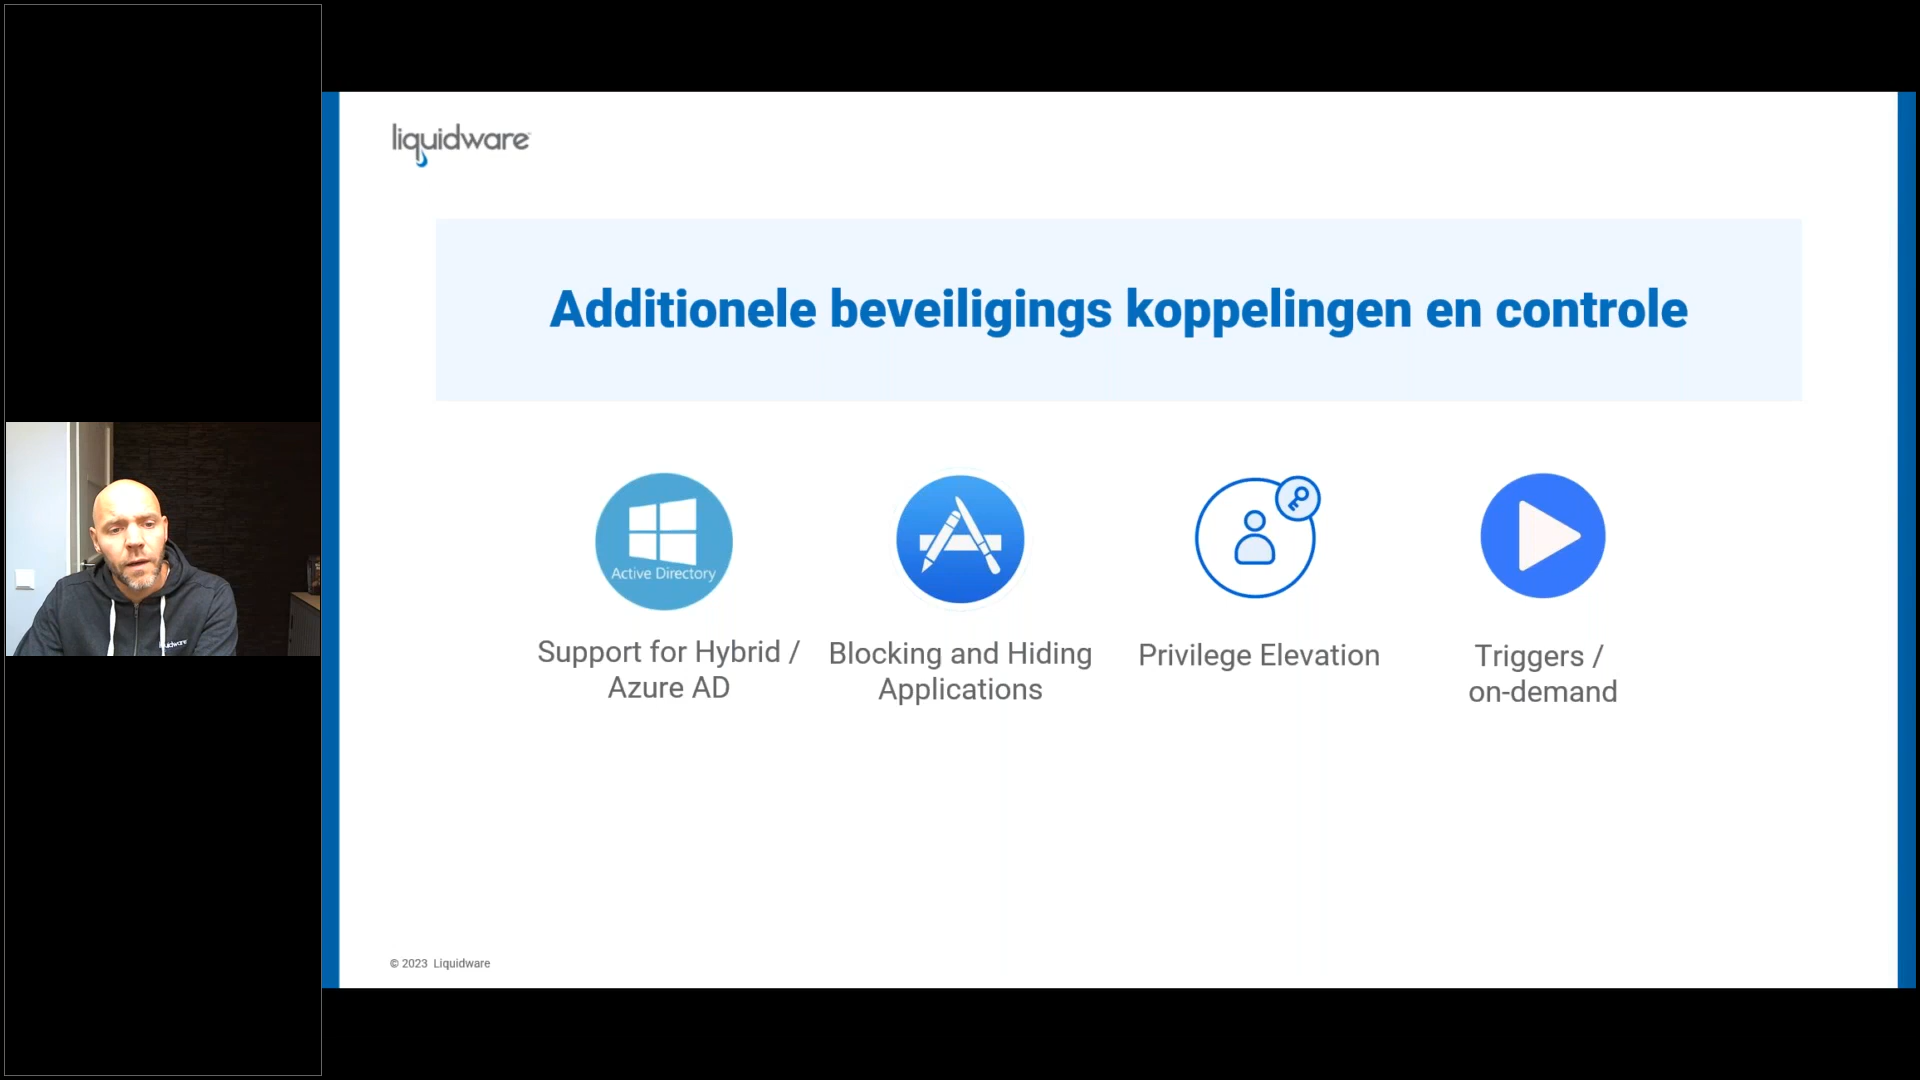 liquidware
Additionele beveiligings koppelingen en controle
Active Directory
Support for Hybrid /
Azure AD
Blocking and Hiding
Applications
Privilege Elevation
Triggers /
on-demand
liquidware
© 2023 Liquidware